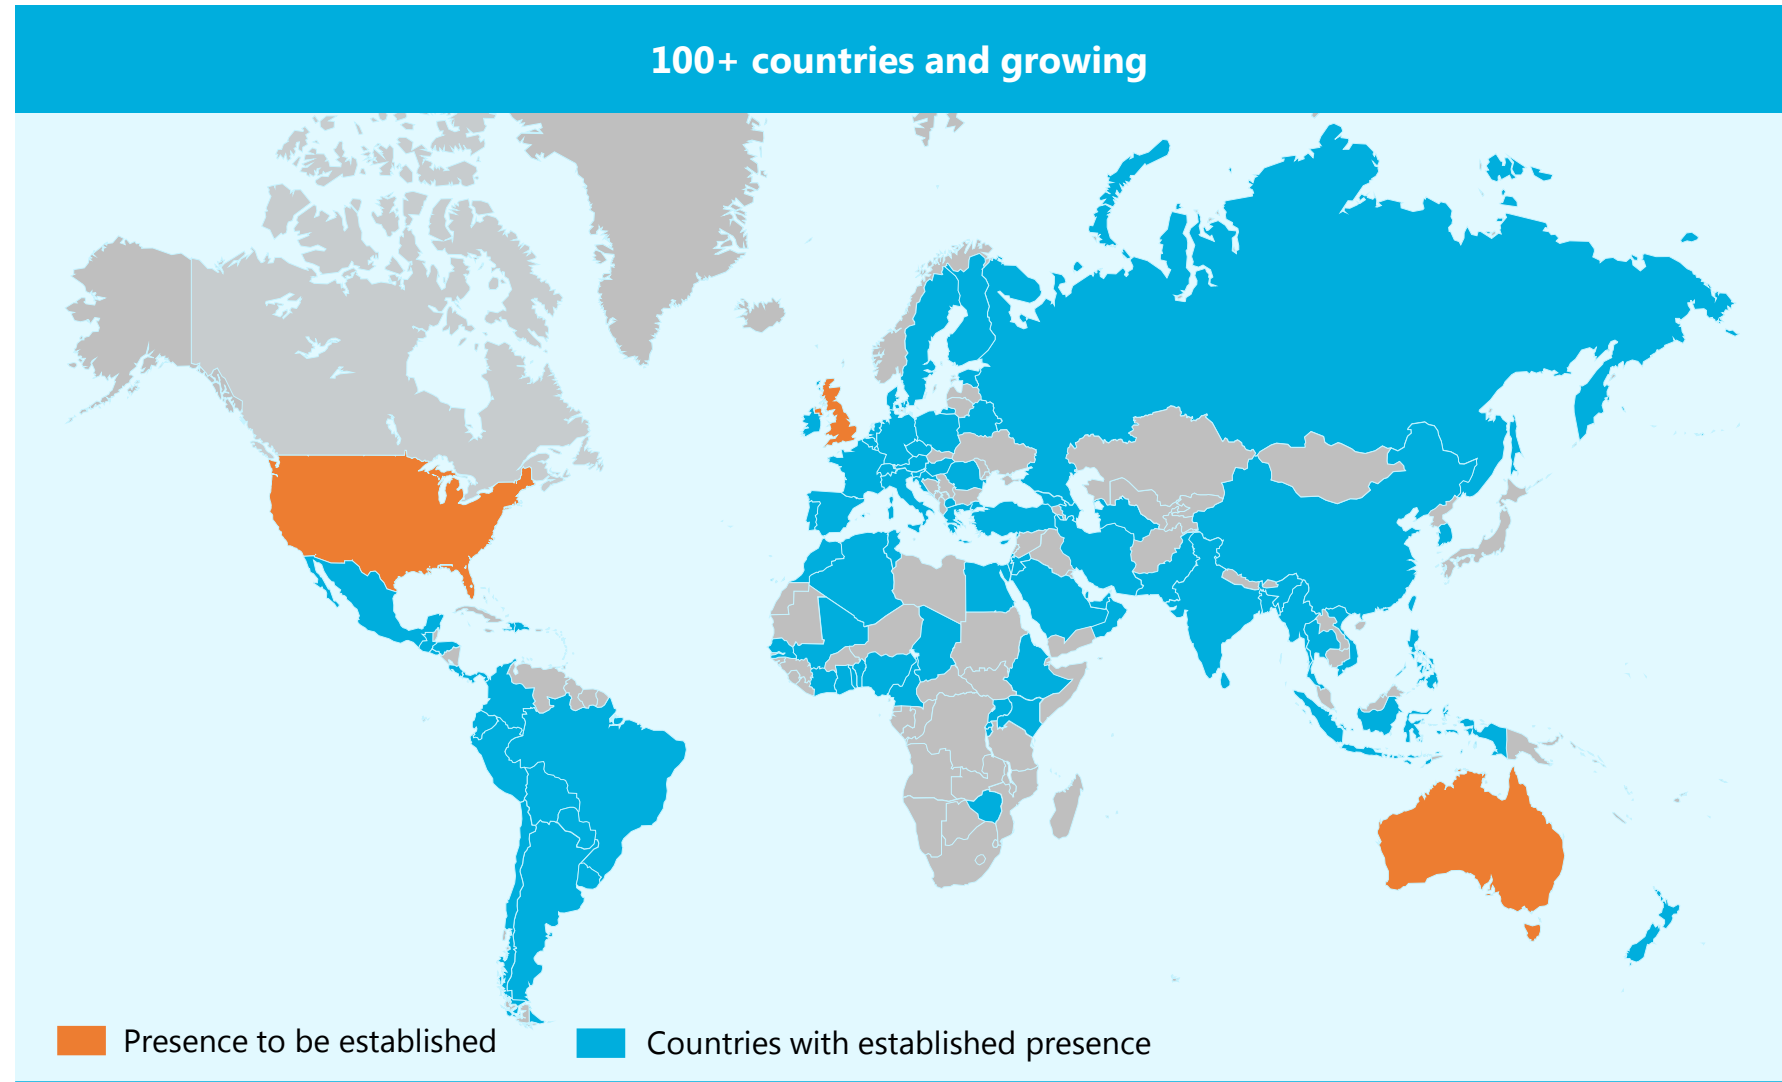 100+ countries and growing
Presence to be established
Countries with established presence